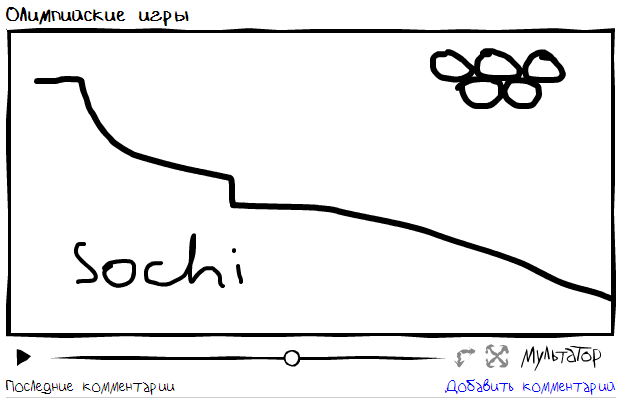 Олимпийские игры
Sochi
Мультатор
Последние комментарии
Добавить комментарий